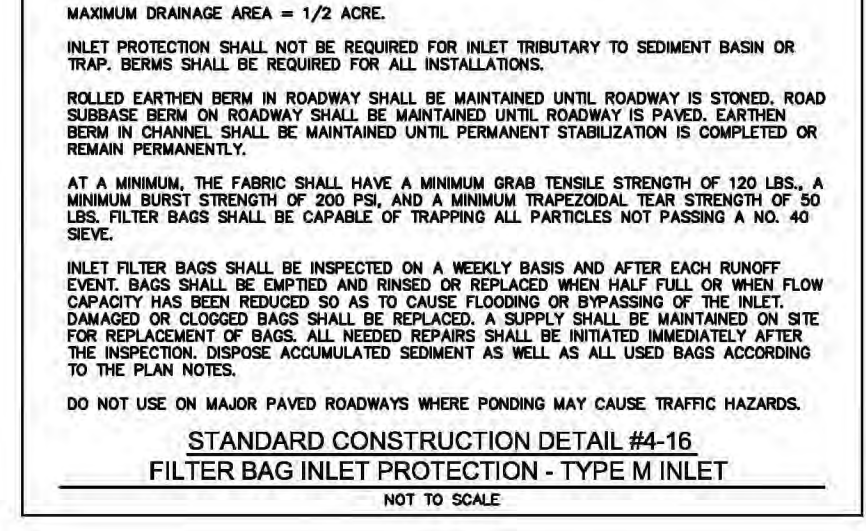 MAXIMUM DRAINAGE AREA = 1/2 ACRE.
INLET PROTECTION SHALL NOT BE REQUIRED FOR INLET TRIBUTARY TO SEDIMENT BASIN OR
TRAP. BERMS SHALL BE REQUIRED FOR ALL INSTALLATIONS.
ROLLED EARTHEN BERM IN ROADWAY SHALL BE MAINTAINED UNTIL ROADWAY IS STONED. ROAD
SUBBASE BERM ON ROADWAY SHALL BE MAINTAINED UNTIL ROADWAY IS PAVED. EARTHEN
BERM IN CHANNEL SHALL BE MAINTAINED UNTIL PERMANENT STABILIZATION IS COMPLETED OR
REMAIN PERMANENTLY.
AT A MINIMUM, THE FABRIC SHALL HAVE A MINIMUM GRAB TENSILE STRENGTH OF 120 LBS., A
MINIMUM BURST STRENGTH OF 200 PSI, AND A MINIMUM TRAPEZOIDAL TEAR STRENGTH OF 50
LBS. FILTER BAGS SHALL BE CAPABLE OF TRAPPING ALL PARTICLES NOT PASSING A NO. 40
SIEVE.
INLET FILTER BAGS SHALL BE INSPECTED ON A WEEKLY BASIS AND AFTER EACH RUNOFF
EVENT. BAGS SHALL BE EMPTIED AND RINSED OR REPLACED WHEN HALF FULL OR WHEN FLOW
CAPACITY HAS BEEN REDUCED SO AS TO CAUSE FLOODING OR BYPASSING OF THE INLET.
DAMAGED OR CLOGGED BAGS SHALL BE REPLACED. A SUPPLY SHALL BE MAINTAINED ON SITE
FOR REPLACEMENT OF BAGS. ALL NEEDED REPAIRS SHALL BE INITIATED IMMEDIATELY AFTER
THE INSPECTION. DISPOSE ACCUMULATED SEDIMENT AS WELL AS ALL USED BAGS ACCORDING
TO THE PLAN NOTES.
DO NOT USE ON MAJOR PAVED ROADWAYS WHERE PONDING MAY CAUSE TRAFFIC HAZARDS.
STANDARD CONSTRUCTION DETAIL #4-16
FILTER BAG INLET PROTECTION - TYPE M INLET
NOT TO SCALE